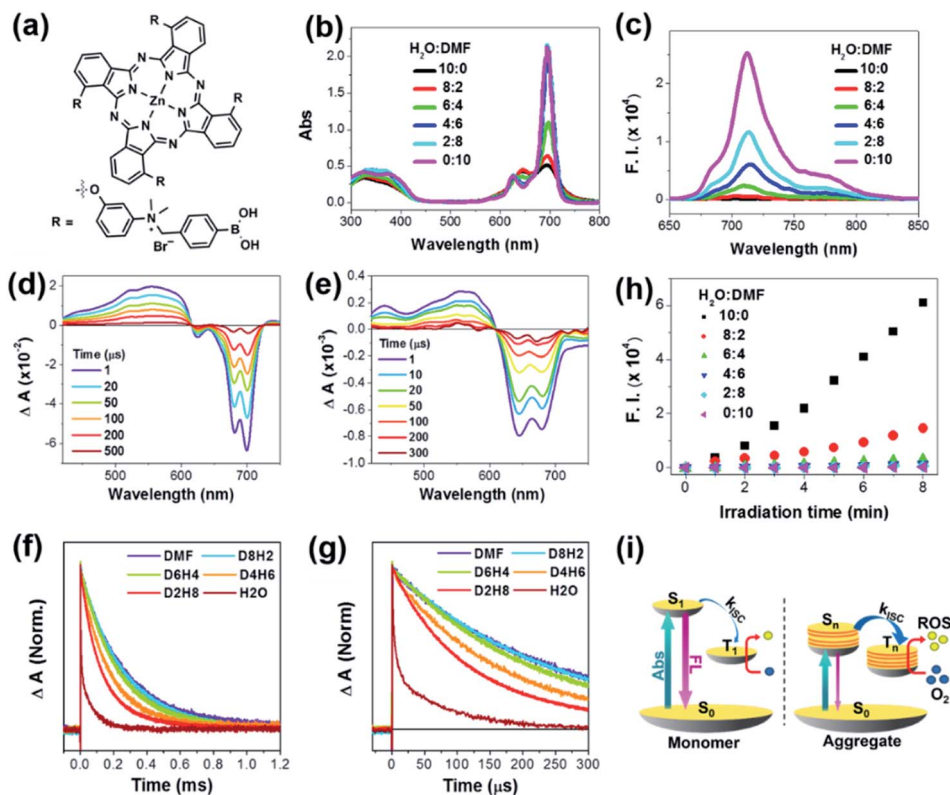 (a)
R
N
N
N
N
R
N
Zn
N
R
N
N
R
O
R =
N
+
Br−
B
OH
OH
(b)
H2O:DMF
10:0
8:2
6:4
4:6
2:8
0:10
Abs
2.5
2.0
1.5
1.0
0.5
0.0
300 400 500 600 700 800
Wavelength (nm)
(c)
H2O:DMF
10:0
8:2
6:4
4:6
2:8
0:10
F. I. (x 10^4)
2
1
0
650 700 750 800 850
Wavelength (nm)
(d)
Δ A (x10^-2)
2
0
-2
-4
-6
Time (μs)
1
20
50
100
200
500
500 600 700
Wavelength (nm)
(e)
Δ A (x10^-3)
0.4
0.2
0.0
-0.2
-0.4
-0.6
-0.8
-1.0
Time (μs)
1
10
20
50
100
200
300
500 600 700
Wavelength (nm)
(h)
H2O:DMF
10:0
8:2
6:4
4:6
2:8
0:10
F. I. (x 10^4)
6
4
2
0
0 2 4 6 8
Irradiation time (min)
(f)
DMF D8H2
D6H4 D4H6
D2H8 H2O
Δ A (Norm.)
0.0 0.2 0.4 0.6 0.8 1.0 1.2
Time (ms)
(g)
DMF D8H2
D6H4 D4H6
D2H8 H2O
Δ A (Norm)
0 50 100 150 200 250 300
Time (μs)
(i)
S1
kISC
T1
Abs
FL
S0
Monomer
Sn
kISC
Tn
ROS
O2
S0
Aggregate